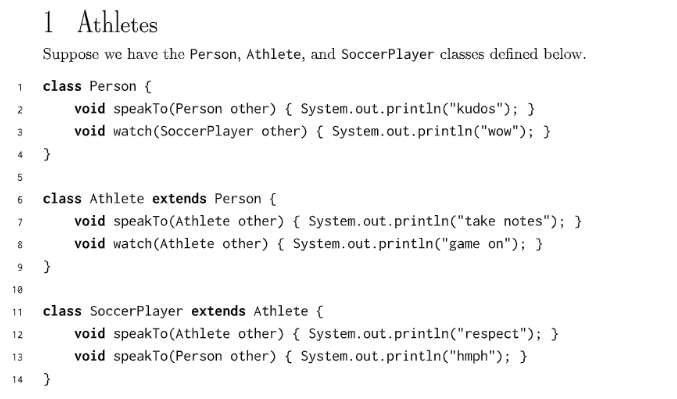 1 Athletes
Suppose we have the Person, Athlete, and SoccerPlayer classes defined below.
1 class Person {
2 void speakTo(Person other) { System.out.println("kudos"); }
3 void watch(SoccerPlayer other) { System.out.println("wow"); }
4 }
5
6 class Athlete extends Person {
7 void speakTo(Athlete other) { System.out.println("take notes"); }
8 void watch(Athlete other) { System.out.println("game on"); }
9 }
10
11 class SoccerPlayer extends Athlete {
12 void speakTo(Athlete other) { System.out.println("respect"); }
13 void speakTo(Person other) { System.out.println("hmph"); }
14 }